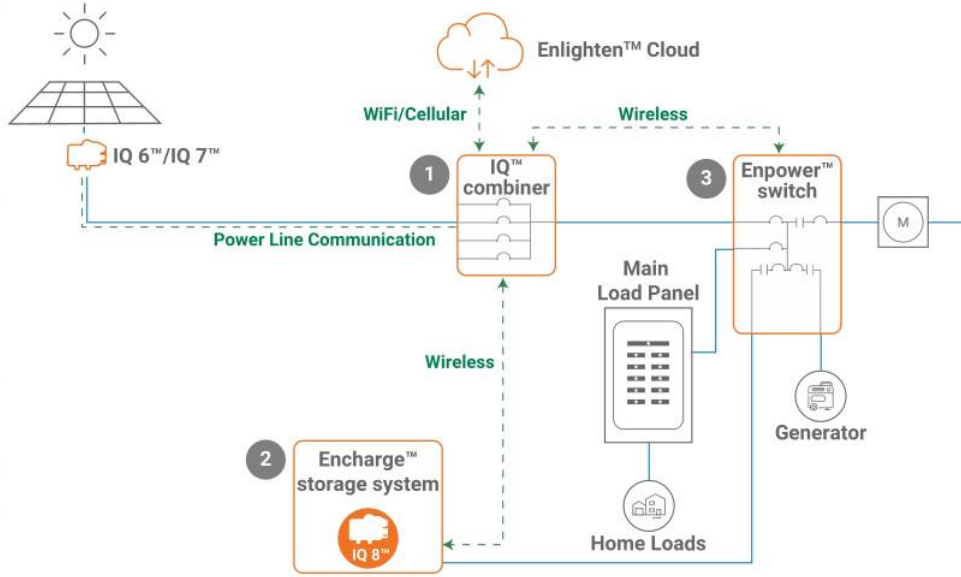 Enlighten™ Cloud
WiFi/Cellular
Wireless
IQ 6™/IQ 7™
1
IQ™
combiner
3
Enpower™
switch
M
Power Line Communication
Main
Load Panel
Wireless
Generator
2
Encharge™
storage system
IQ 8™
Home Loads